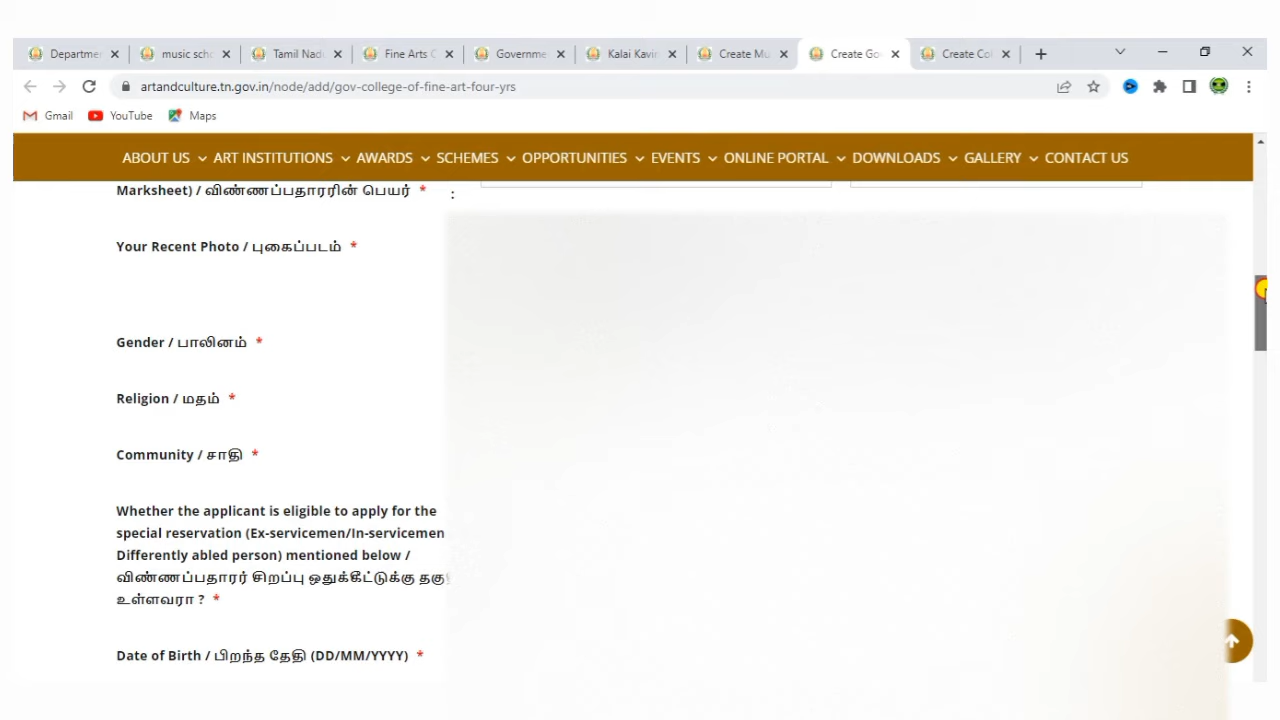 Departme
music scho
Tamil Nad
Fine Arts C
Governme
Kalai Kavin
Create Mu
Create Go
Create Col
artandculture.tn.gov.in/node/add/gov-college-of-fine-art-four-yrs
Gmail YouTube Maps
ABOUT US ART INSTITUTIONS AWARDS SCHEMES OPPORTUNITIES EVENTS ONLINE PORTAL DOWNLOADS GALLERY CONTACT US
Marksheet) / விண்ணப்பதாரரின் பெயர் * :
Your Recent Photo / புகைப்படம் *
Gender / பாலினம் *
Religion / மதம் *
Community / சாதி *
Whether the applicant is eligible to apply for the
special reservation (Ex-servicemen/In-servicemen
Differently abled person) mentioned below /
விண்ணப்பதாரர் சிறப்பு ஒதுக்கீட்டுக்கு
உள்ளவரா ? *
Date of Birth / பிறந்த தேதி (DD/MM/YYYY) *